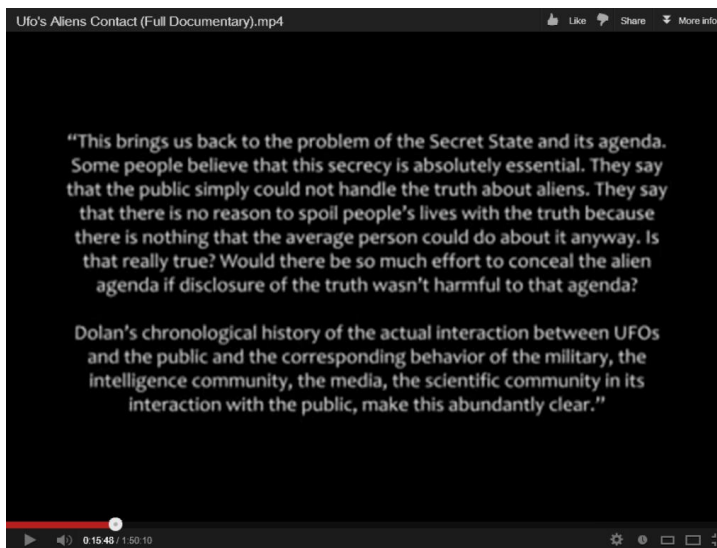 Ufo's Aliens Contact (Full Documentary).mp4 Like Share More info
“This brings us back to the problem of the Secret State and its agenda.
Some people believe that this secrecy is absolutely essential. They say
that the public simply could not handle the truth about aliens. They say
that there is no reason to spoil people’s lives with the truth because
there is nothing that the average person could do about it anyway. Is
that really true? Would there be so much effort to conceal the alien
agenda if disclosure of the truth wasn’t harmful to that agenda?
Dolan’s chronological history of the actual interaction between UFOs
and the public and the corresponding behavior of the military, the
intelligence community, the media, the scientific community in its
interaction with the public, make this abundantly clear.”
0:15:48 / 1:50:10